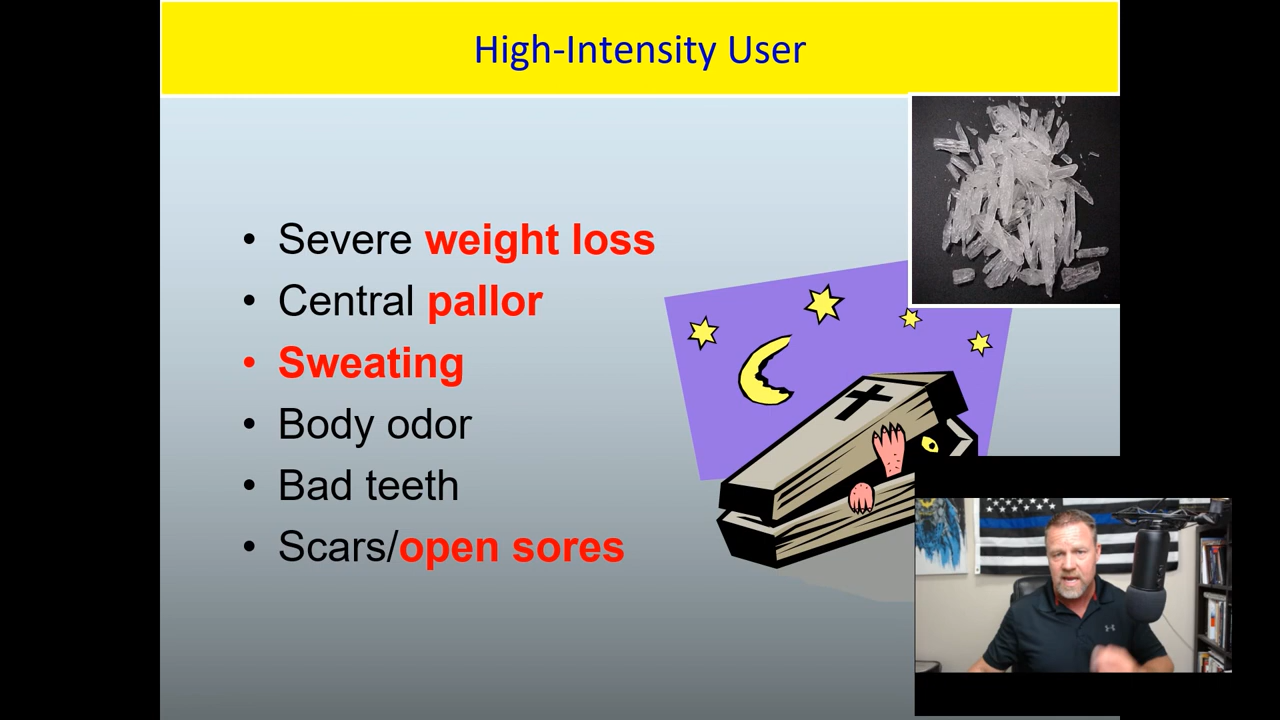 High-Intensity User
• Severe weight loss
• Central pallor
• Sweating
• Body odor
• Bad teeth
• Scars/open sores